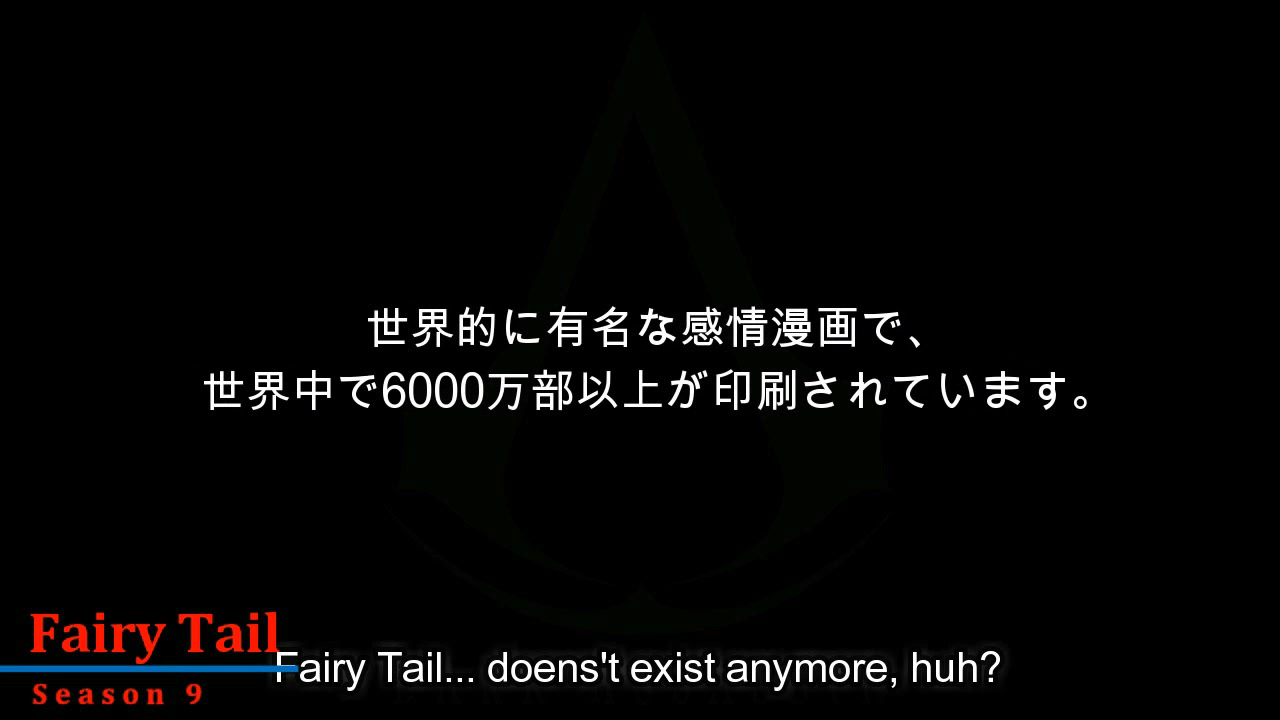 世界的に有名な感情漫画で、
世界中で6000万部以上が印刷されています。
Fairy Tail
Season 9
Fairy Tail... doens't exist anymore, huh?